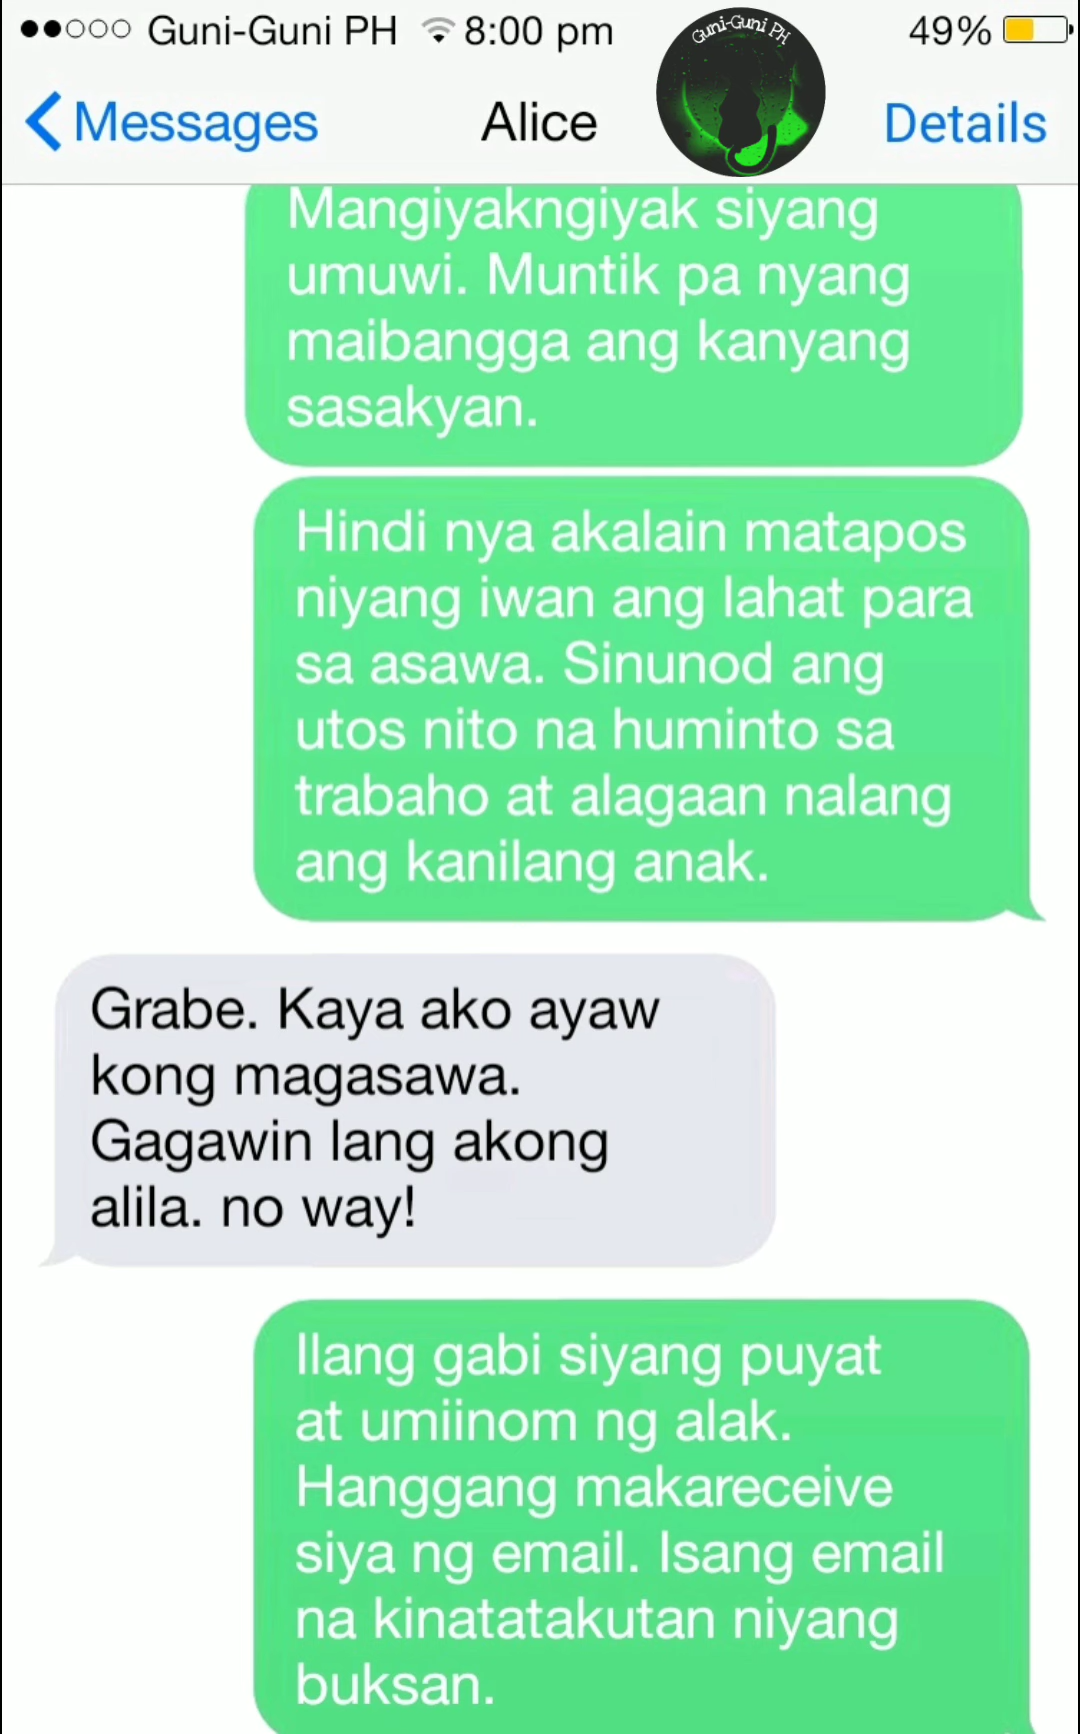 Guni-Guni PH 8:00 pm 49%
Guni-Guni PH
Messages Alice Details
Mangiyakngiyak siyang
umuwi. Muntik pa nyang
maibangga ang kanyang
sasakyan.
Hindi nya akalain matapos
niyang iwan ang lahat para
sa asawa. Sinunod ang
utos nito na huminto sa
trabaho at alagaan nalang
ang kanilang anak.
Grabe. Kaya ako ayaw
kong magasawa.
Gagawin lang akong
alila. no way!
Ilang gabi siyang puyat
at umiinom ng alak.
Hanggang makareceive
siya ng email. Isang email
na kinatatakutan niyang
buksan.